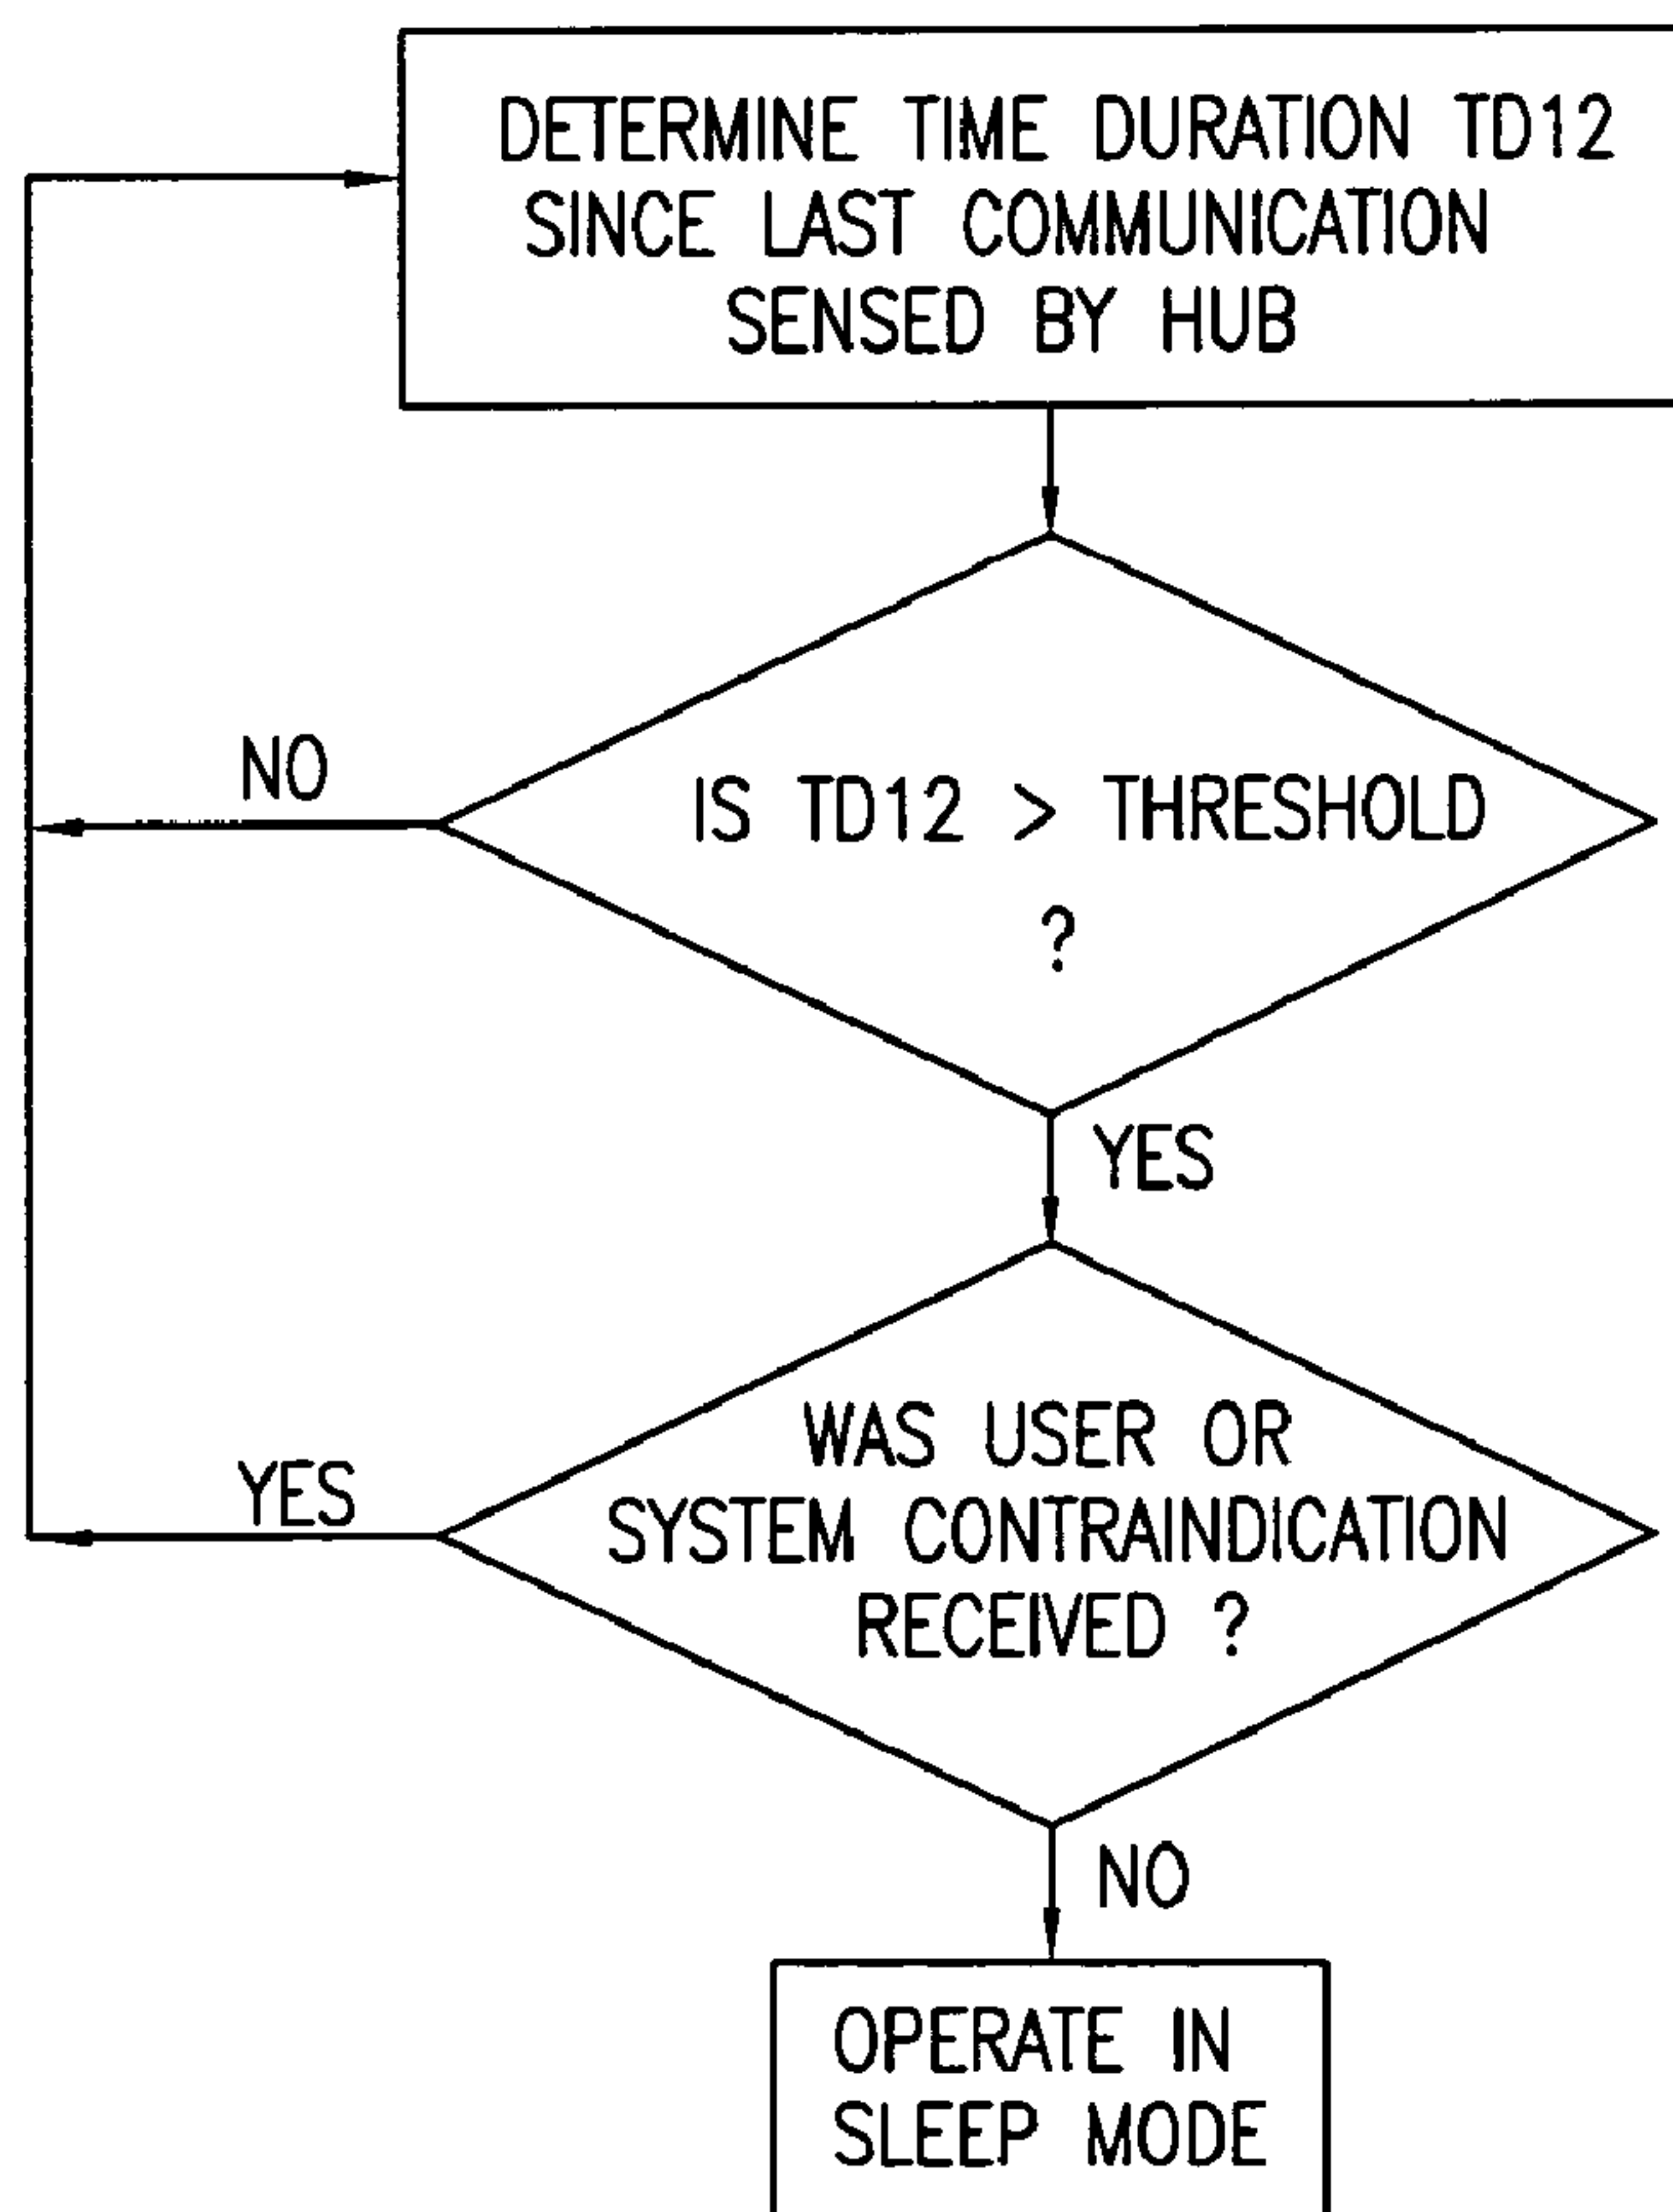 DETERMINE TIME DURATION TD12
SINCE LAST COMMUNICATION
SENSED BY HUB
NO
IS TD12 > THRESHOLD
?
YES
WAS USER OR
SYSTEM CONTRAINDICATION
RECEIVED ?
YES
NO
OPERATE IN
SLEEP MODE